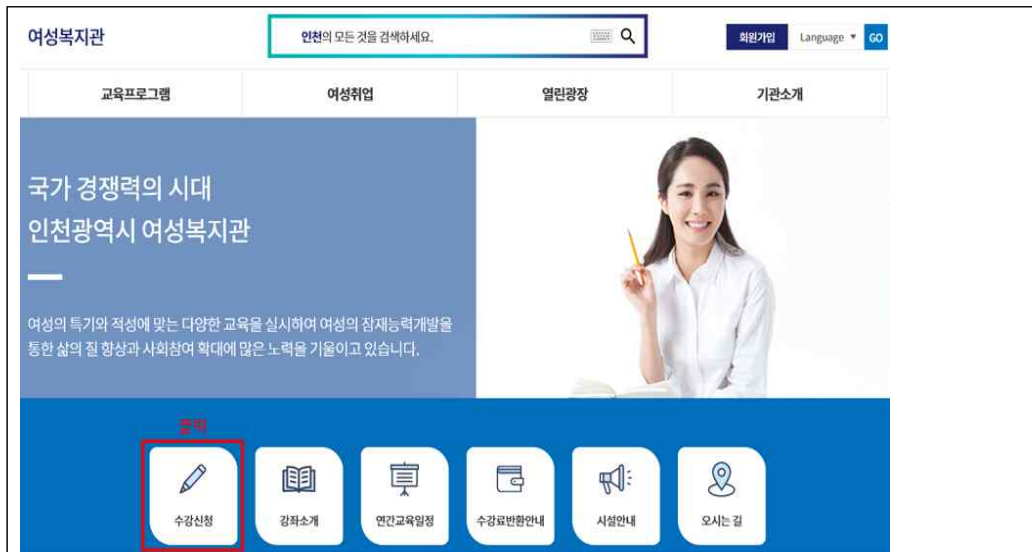 여성복지관
인천의 모든 것을 검색하세요.
회원가입 Language ▼ GO
교육프로그램 여성취업 열린광장 기관소개
국가 경쟁력의 시대
인천광역시 여성복지관
여성의 특기와 적성에 맞는 다양한 교육을 실시하여 여성의 잠재능력개발을
통한 삶의 질 향상과 사회참여 확대에 많은 노력을 기울이고 있습니다.
클릭
수강신청 강좌소개 연간교육일정 수강료반환안내 시설안내 오시는 길